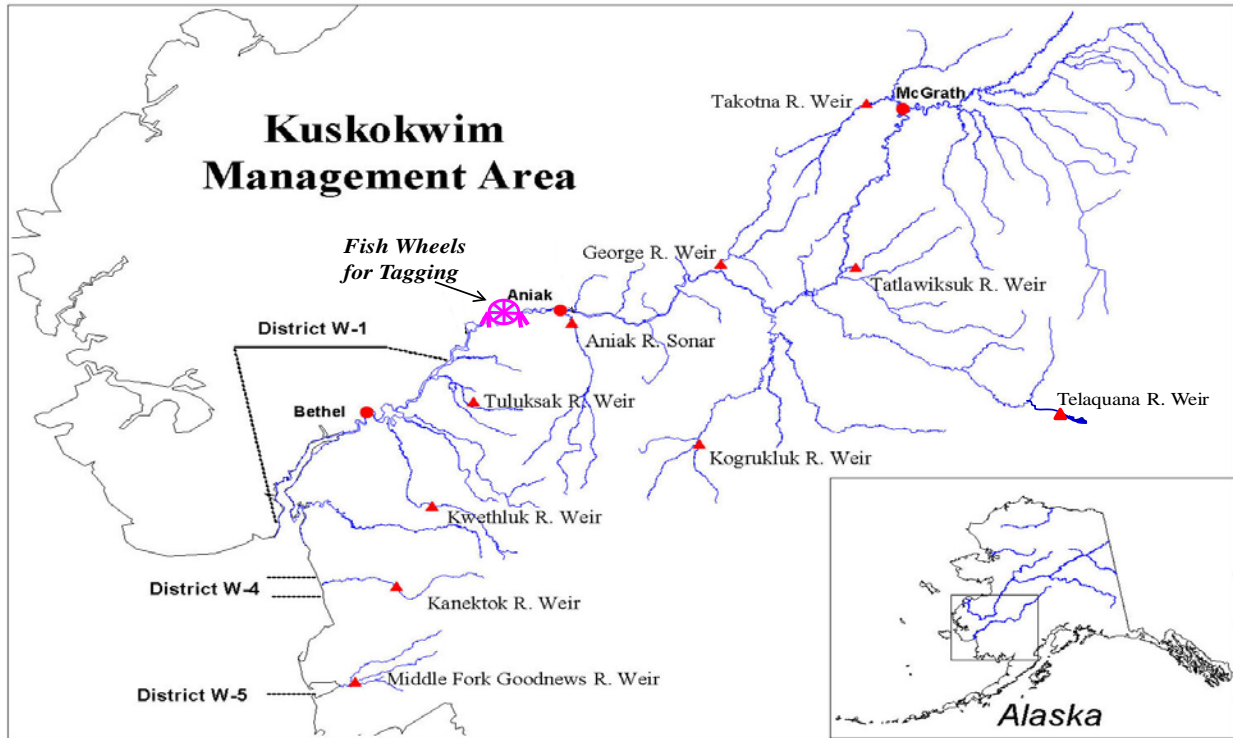 Kuskokwim
Management Area
McGrath
Takotna R. Weir
Fish Wheels
for Tagging
George R. Weir
Tatlawiksuk R. Weir
Aniak
District W-1
Aniak R. Sonar
Bethel
Tuluksak R. Weir
Telaquana R. Weir
Kogrukluk R. Weir
Kwethluk R. Weir
District W-4
Kanektok R. Weir
Middle Fork Goodnews R. Weir
District W-5
Alaska